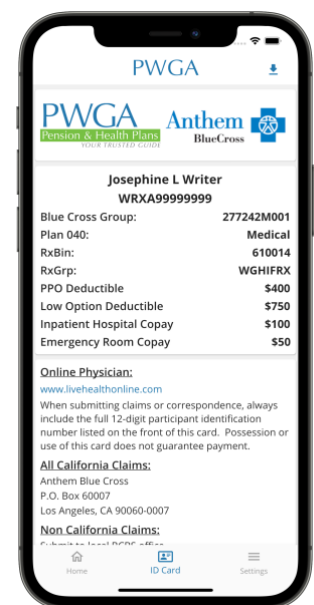 PWGA
PWGA
Pension & Health Plans
YOUR TRUSTED GUIDE
Anthem
BlueCross
Josephine L Writer
WRXA99999999
Blue Cross Group: 277242M001
Plan 040: Medical
RxBin: 610014
RxGrp: WGHIFRX
PPO Deductible $400
Low Option Deductible $750
Inpatient Hospital Copay $100
Emergency Room Copay $50
Online Physician:
www.livehealthonline.com
When submitting claims or correspondence, always
include the full 12-digit participant identification
number listed on the front of this card. Possession or
use of this card does not guarantee payment.
All California Claims:
Anthem Blue Cross
P.O. Box 60007
Los Angeles, CA 90060-0007
Non California Claims:
Submit to local BCBS office
Home ID Card Settings